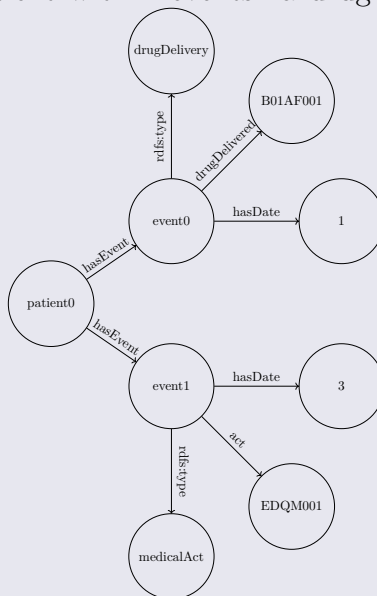 drugDelivery
B01AF001
rdfs:type
drugDelivered
event0
hasDate
1
hasEvent
patient0
hasEvent
event1
hasDate
3
rdfs:type
act
EDQM001
medicalAct